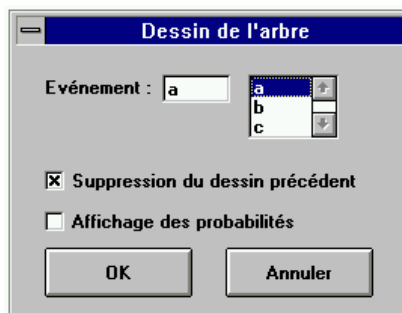 Dessin de l'arbre
Evénement : a
a
b
c
Suppression du dessin précédent
Affichage des probabilités
OK Annuler